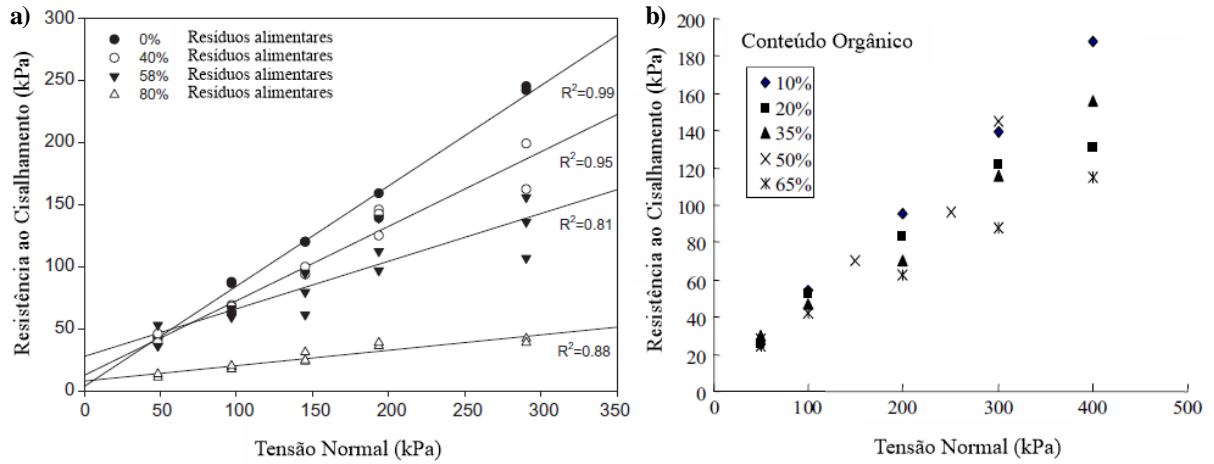 a)
Resistência ao Cisalhamento (kPa)
300
250
200
150
100
50
0
0% Resíduos alimentares
40% Resíduos alimentares
58% Resíduos alimentares
80% Resíduos alimentares
R²=0.99
R²=0.95
R²=0.81
R²=0.88
0 50 100 150 200 250 300 350
Tensão Normal (kPa)
b)
Resistência ao Cisalhamento (kPa)
200
180
160
140
120
100
80
60
40
20
0
Conteúdo Orgânico
10%
20%
35%
50%
65%
0 100 200 300 400 500
Tensão Normal (kPa)